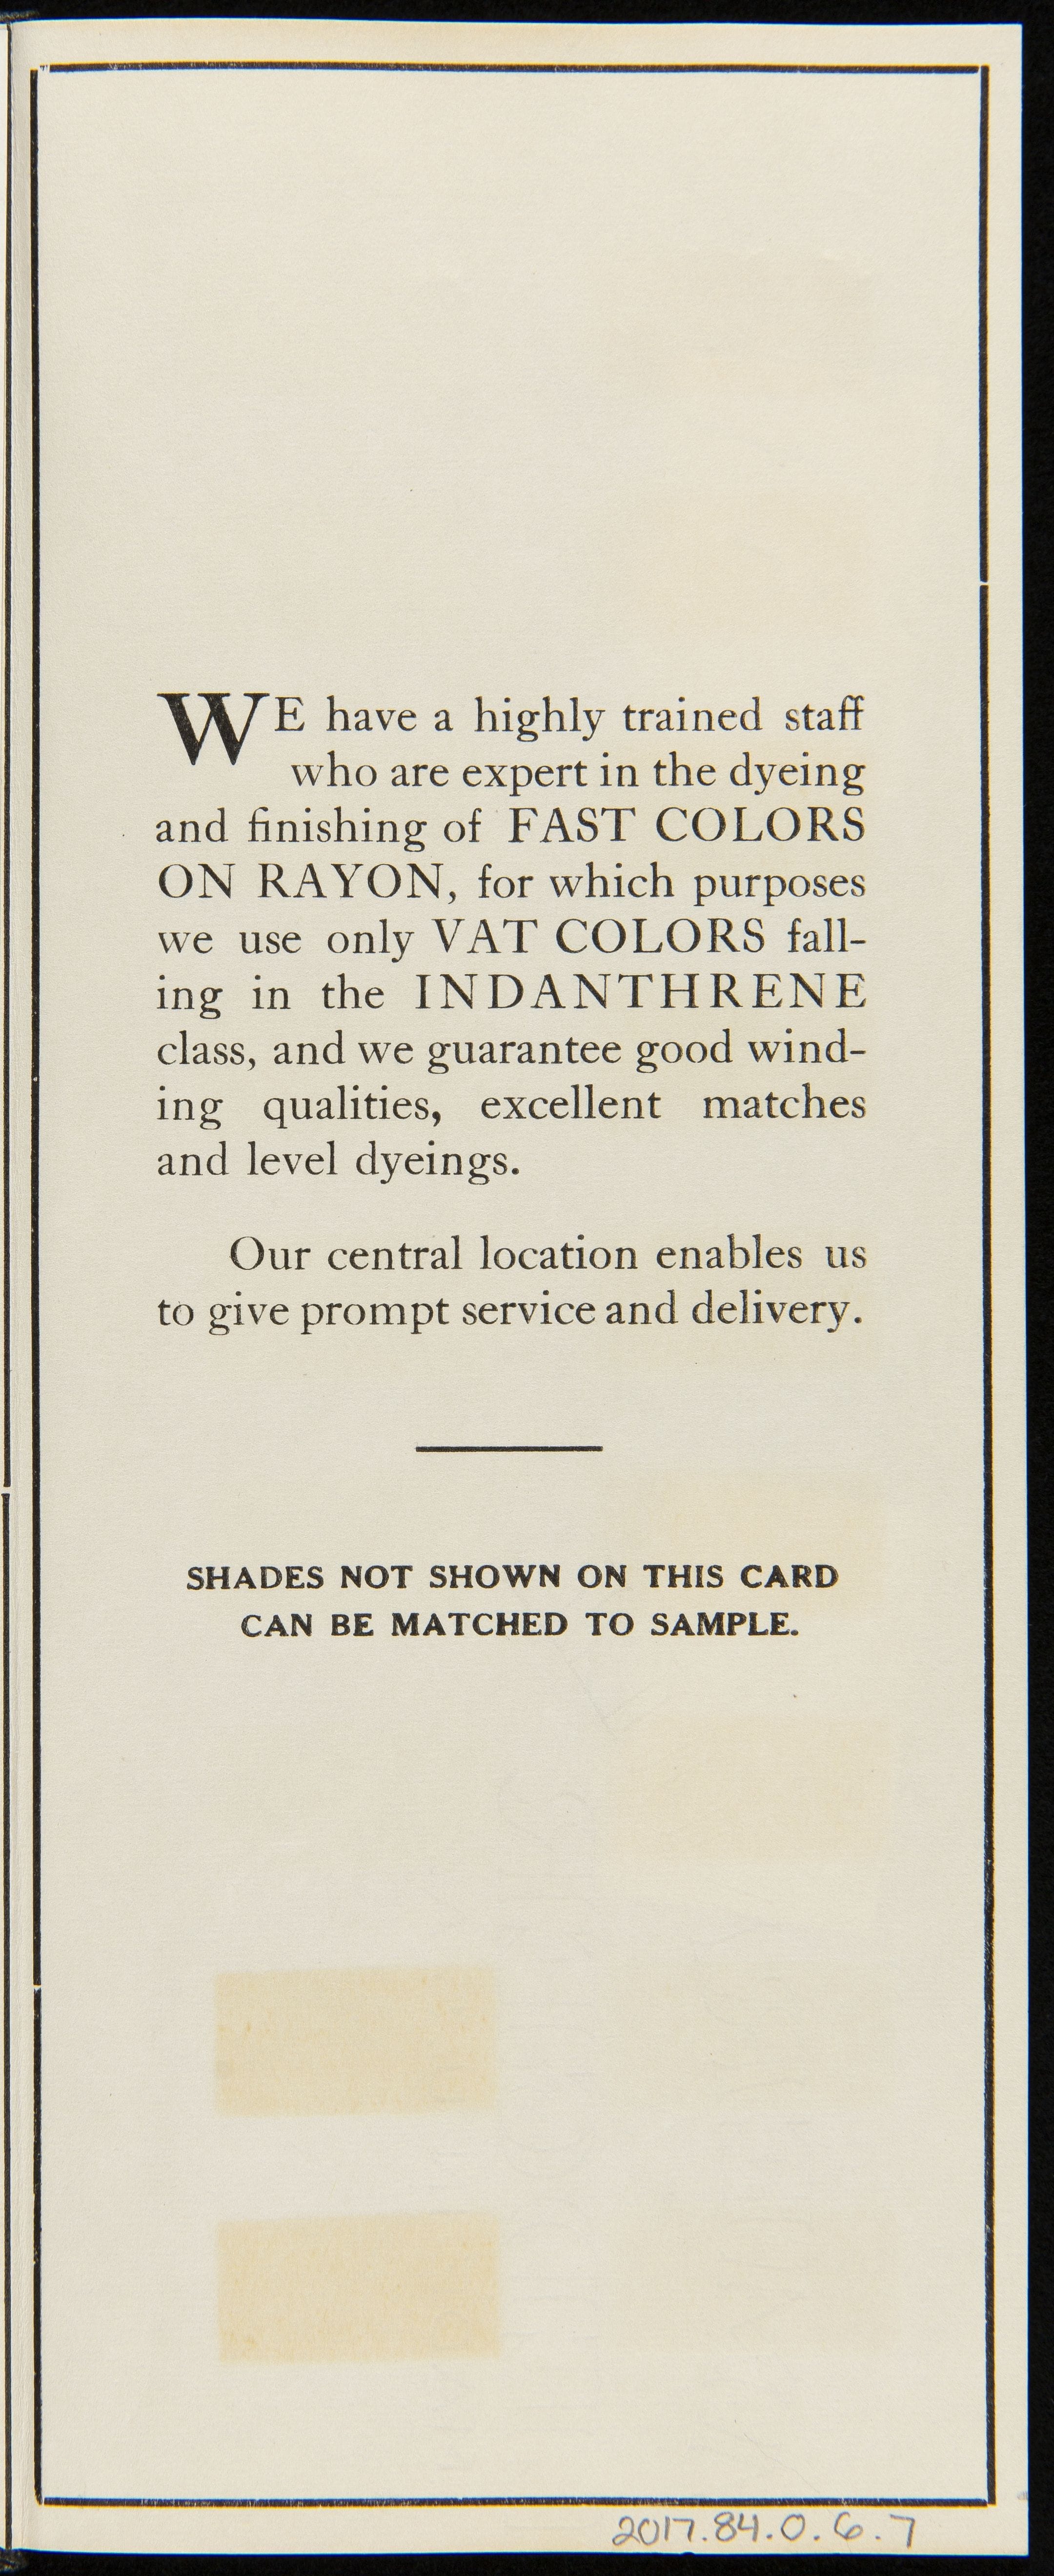 WE have a highly trained staff
who are expert in the dyeing
and finishing of FAST COLORS
ON RAYON, for which purposes
we use only VAT COLORS fall-
ing in the INDANTHRENE
class, and we guarantee good wind-
ing qualities, excellent matches
and level dyeings.
Our central location enables us
to give prompt service and delivery.
SHADES NOT SHOWN ON THIS CARD
CAN BE MATCHED TO SAMPLE.
2017.84.0.6.7